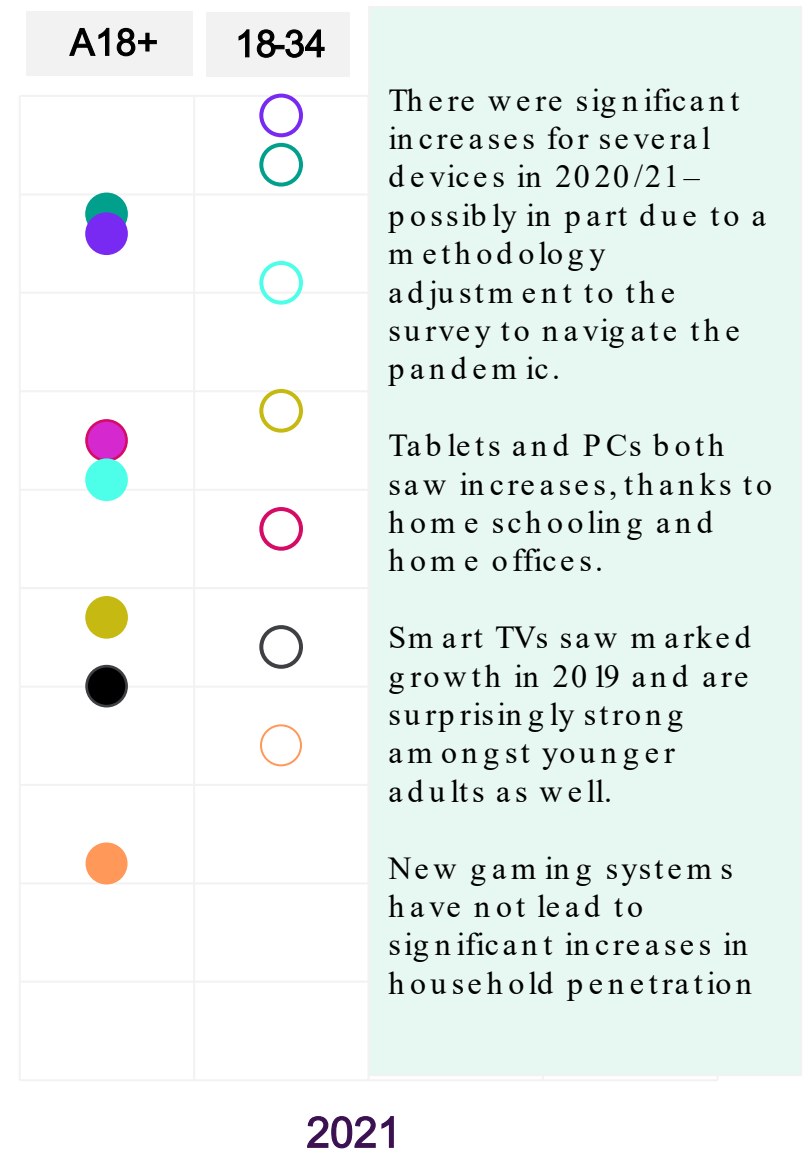 A18+
18-34
There were significant
increases for several
devices in 2020/21–
possibly in part due to a
methodology
adjustment to the
survey to navigate the
pandemic.
Tablets and PCs both
saw increases, thanks to
home schooling and
home offices.
Smart TVs saw marked
growth in 2019 and are
surprisingly strong
amongst younger
adults as well.
New gaming systems
have not lead to
significant increases in
household penetration
2021